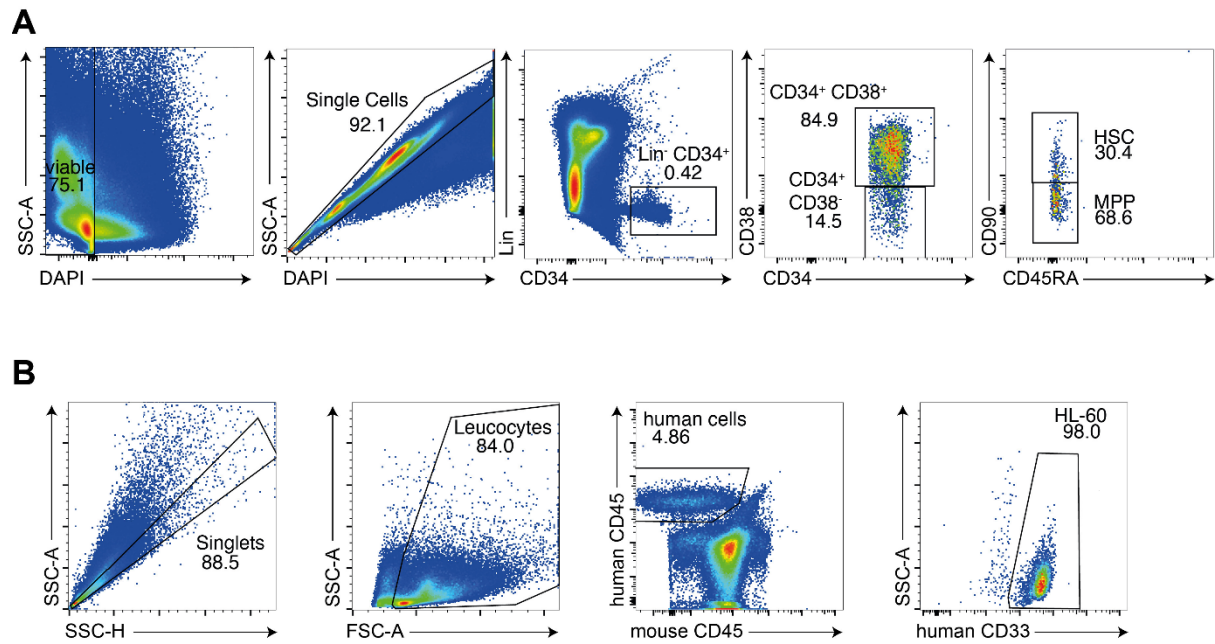 A
SSC-A
viable
75.1
DAPI
SSC-A
Single Cells
92.1
DAPI
Lin
Lin⁻ CD34⁺
0.42
CD34
CD38
CD34⁺ CD38⁺
84.9
CD34⁺
CD38⁻
14.5
CD34
CD90
HSC
30.4
MPP
68.6
CD45RA
B
SSC-A
Singlets
88.5
SSC-H
SSC-A
Leucocytes
84.0
FSC-A
human CD45
human cells
4.86
mouse CD45
SSC-A
HL-60
98.0
human CD33